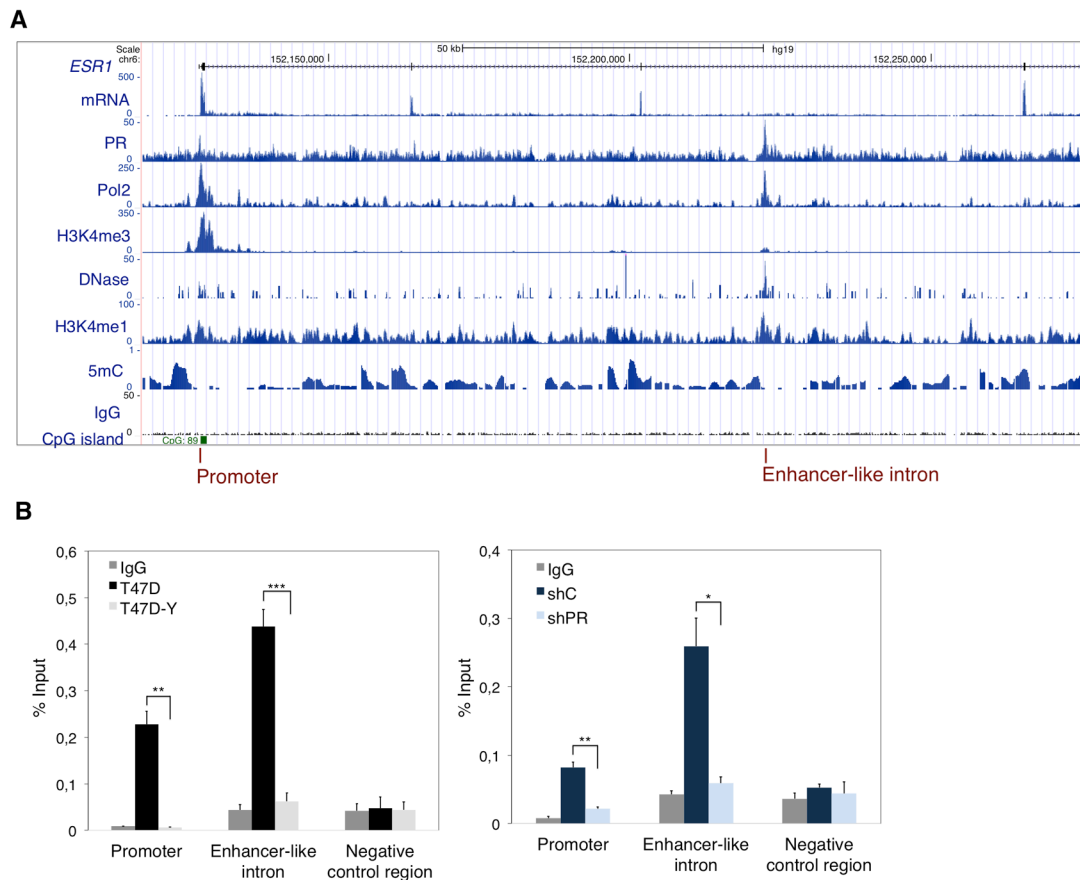 A
Scale
chr6:
50 kb
hg19
152,150,000
152,200,000
152,250,000
ESR1
500
mRNA
0
50
PR
0
250
Pol2
0
350
H3K4me3
0
50
DNase
0
100
H3K4me1
0
1
5mC
0
50
IgG
0
CpG island
CpG: 89
Promoter
Enhancer-like intron
B
0,6
0,5
0,4
0,3
0,2
0,1
0
% Input
IgG
T47D
T47D-Y
**
***
Promoter
Enhancer-like
intron
Negative
control region
0,4
0,3
0,2
0,1
0
% Input
IgG
shC
shPR
**
*
Promoter
Enhancer-like
intron
Negative
control region